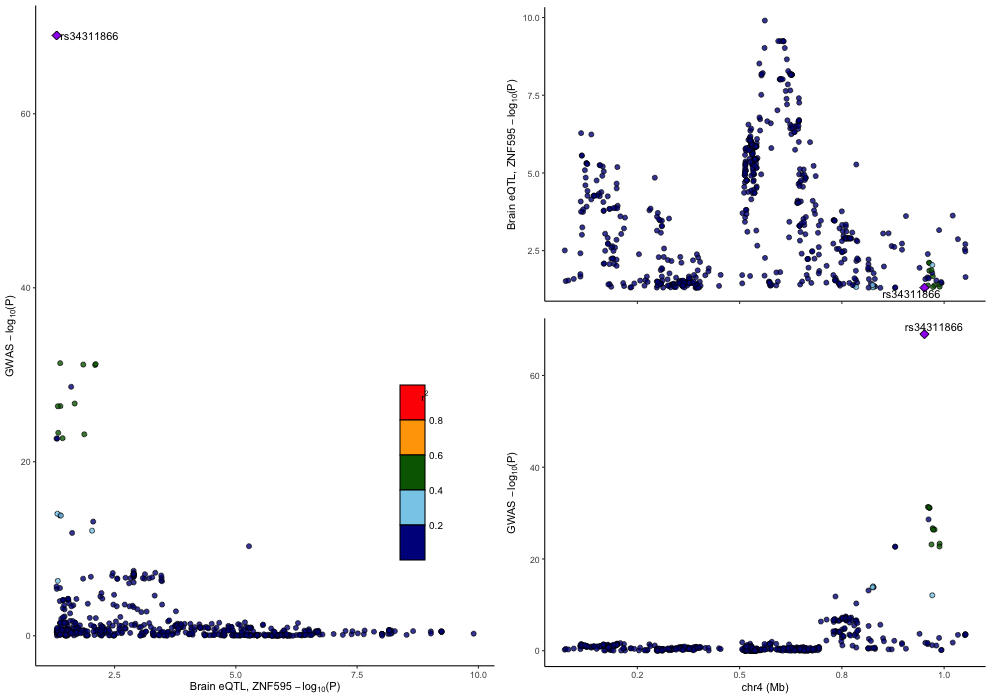 rs34311866
60
40
20
0
GWAS −log10(P)
2.5
5.0
7.5
10.0
Brain eQTL, ZNF595 −log10(P)
r2
0.8
0.6
0.4
0.2
10.0
7.5
5.0
2.5
Brain eQTL, ZNF595 −log10(P)
rs34311866
rs34311866
60
40
20
0
GWAS −log10(P)
0.2
0.5
0.8
1.0
chr4 (Mb)